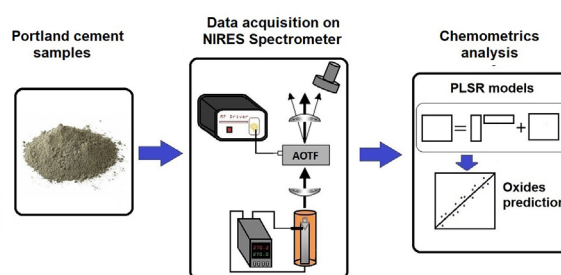 Portland cement
samples
Data acquisition on
NIRES Spectrometer
RF Driver
AOTF
Chemometrics
analysis
PLSR models
Oxides
prediction